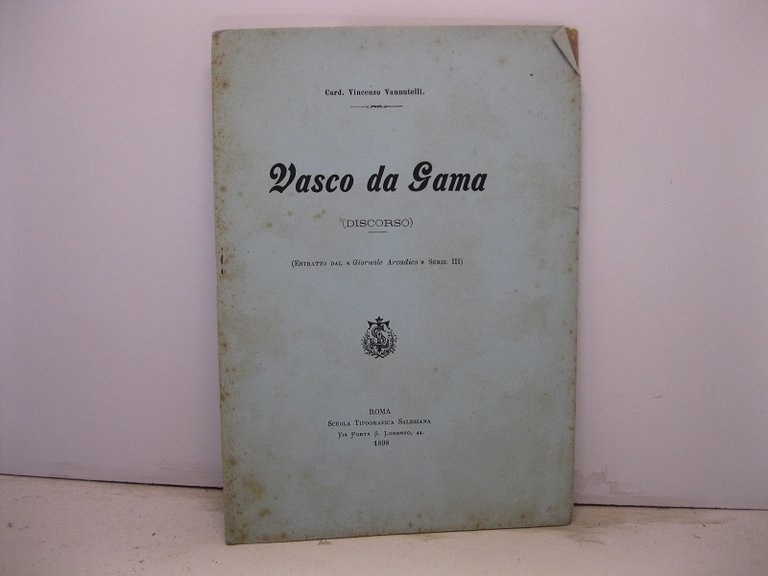 Card. Vincenzo Vannutelli.
Vasco da Gama
(DISCORSO)
(ESTRATTO DAL « Giornale Arcadico » SERIE III)
ROMA
SCUOLA TIPOGRAFICA SALESIANA
Via Porta S. Lorenzo, 44.
1898